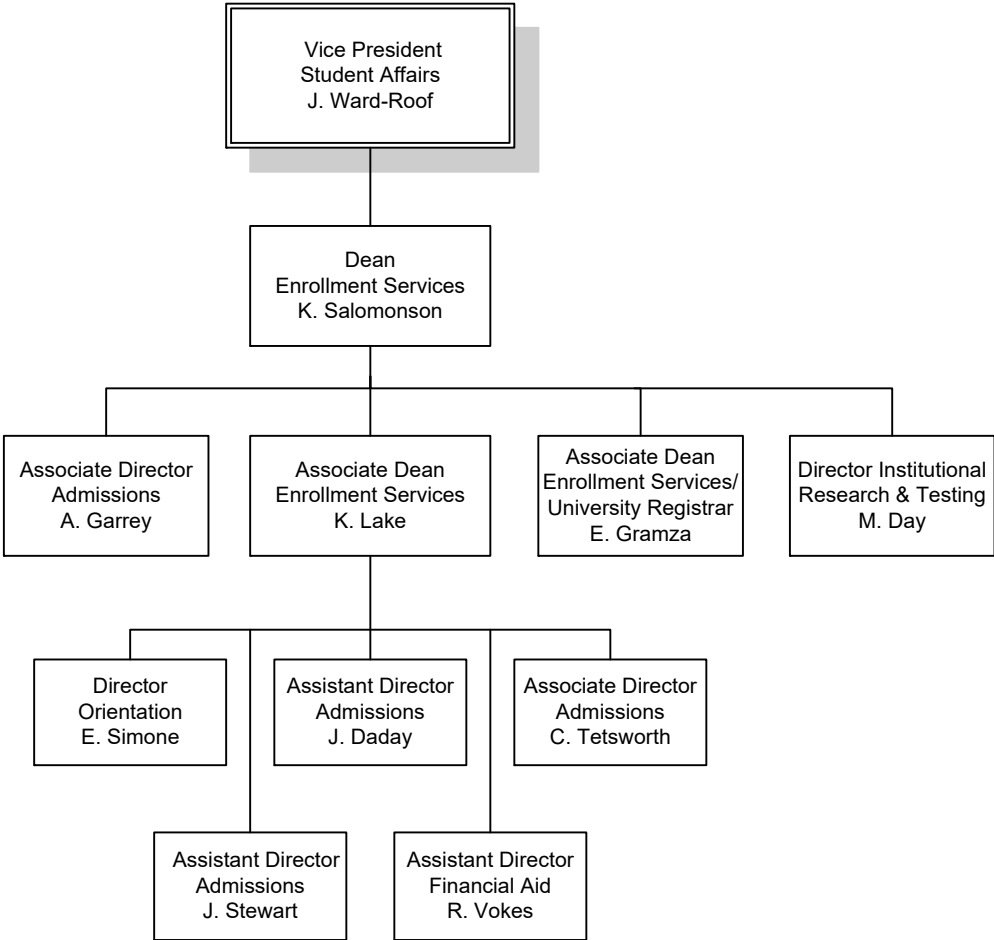 Vice President
Student Affairs
J. Ward-Roof
Dean
Enrollment Services
K. Salomonson
Associate Director
Admissions
A. Garrey
Associate Dean
Enrollment Services
K. Lake
Associate Dean
Enrollment Services/
University Registrar
E. Gramza
Director Institutional
Research & Testing
M. Day
Director
Orientation
E. Simone
Assistant Director
Admissions
J. Daday
Associate Director
Admissions
C. Tetsworth
Assistant Director
Admissions
J. Stewart
Assistant Director
Financial Aid
R. Vokes